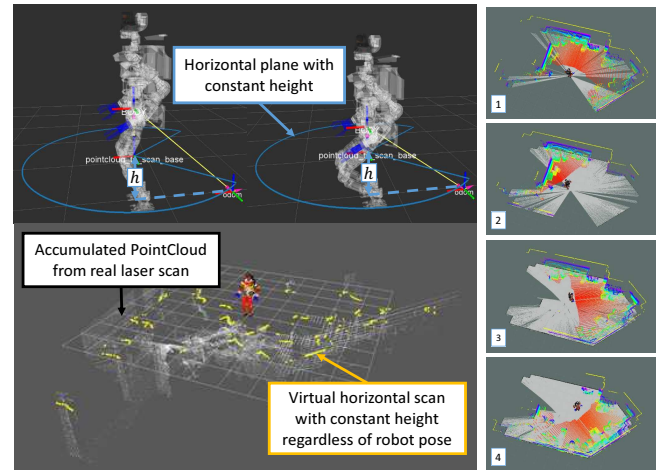 Horizontal plane with
constant height
pointcloud_to_scan_base
h
odom
pointcloud_to_scan_base
h
odom
Accumulated PointCloud
from real laser scan
Virtual horizontal scan
with constant height
regardless of robot pose
1
2
3
4